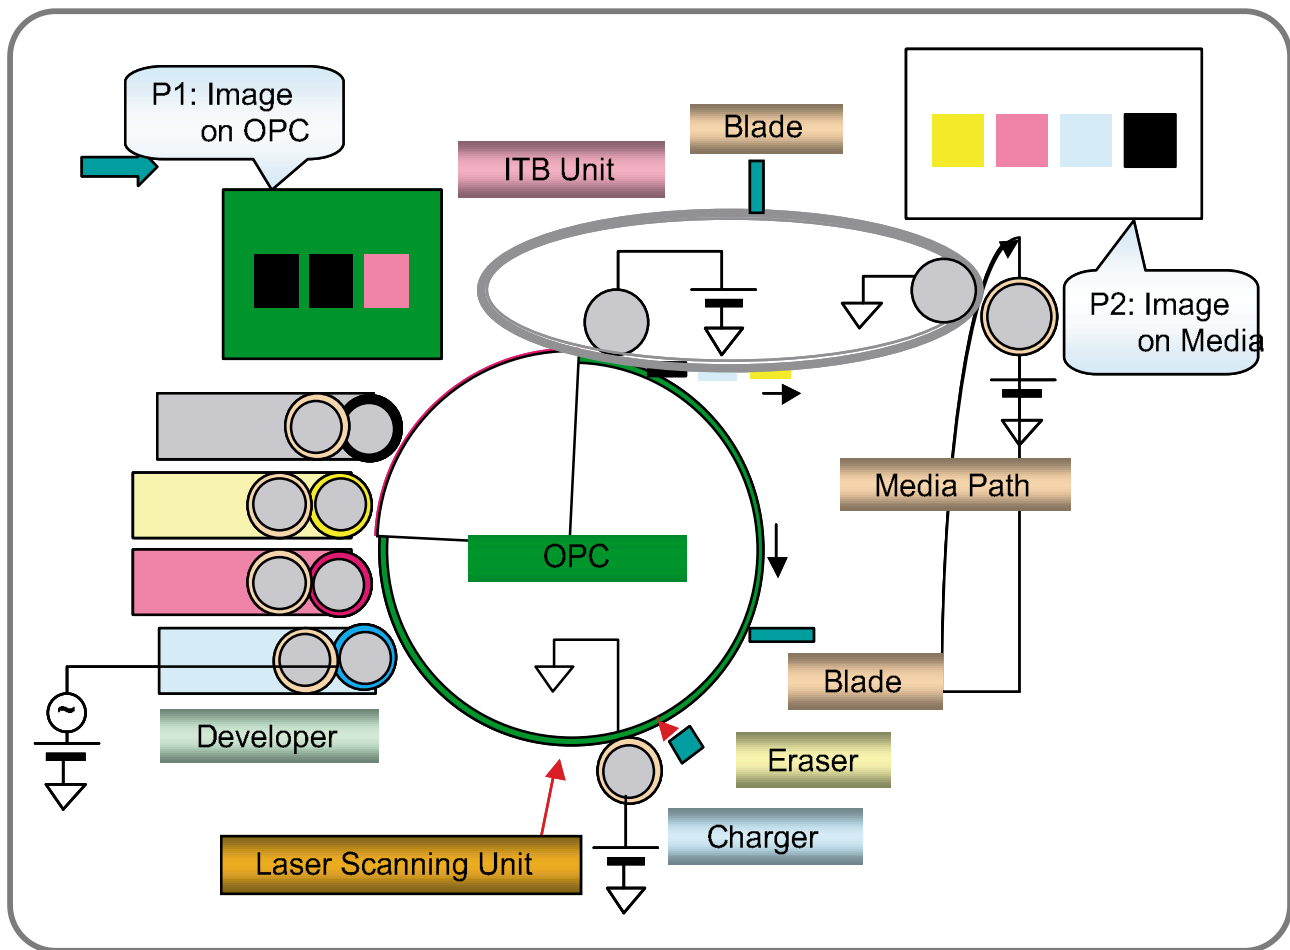 P1: Image
on OPC
Blade
ITB Unit
P2: Image
on Media
Media Path
OPC
Blade
Developer
~
Eraser
Charger
Laser Scanning Unit